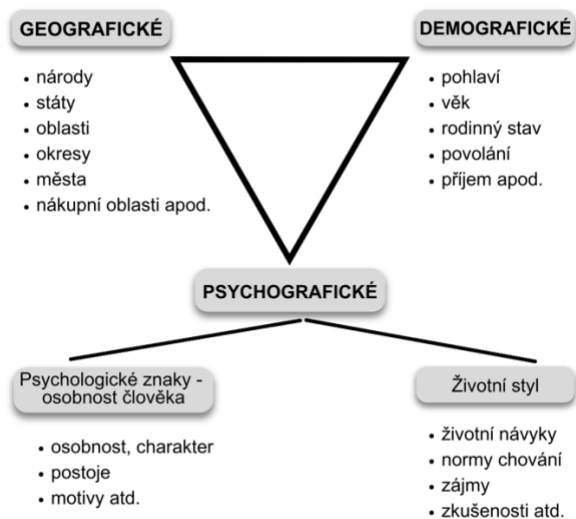 GEOGRAFICKÉ
• národy
• státy
• oblasti
• okresy
• města
• nákupní oblasti apod.
DEMOGRAFICKÉ
• pohlaví
• věk
• rodinný stav
• povolání
• příjem apod.
PSYCHOGRAFICKÉ
Psychologické znaky -
osobnost člověka
• osobnost, charakter
• postoje
• motivy atd.
Životní styl
• životní návyky
• normy chování
• zájmy
• zkušenosti atd.